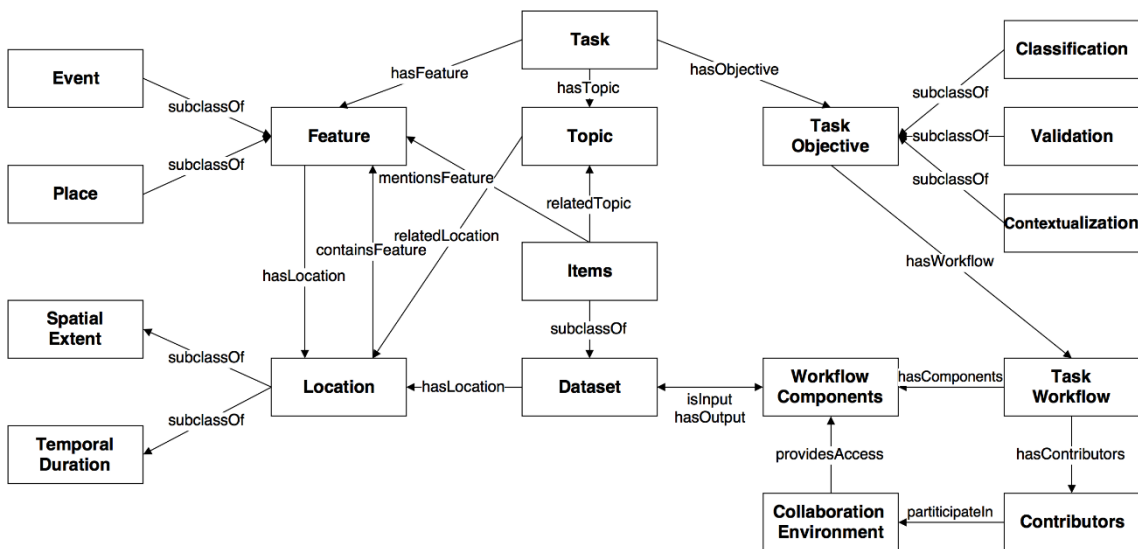 Task
Classification
Event
hasFeature
hasObjective
hasTopic
subclassOf
subclassOf
Feature
Topic
Task
Objective
subclassOf
Validation
subclassOf
mentionsFeature
subclassOf
Place
relatedTopic
Contextualization
relatedLocation
containsFeature
hasWorkflow
hasLocation
Items
Spatial
Extent
subclassOf
subclassOf
Location
hasLocation
Dataset
isInput
hasOutput
Workflow
Components
hasComponents
Task
Workflow
subclassOf
Temporal
Duration
providesAccess
hasContributors
Collaboration
Environment
partiticipateIn
Contributors